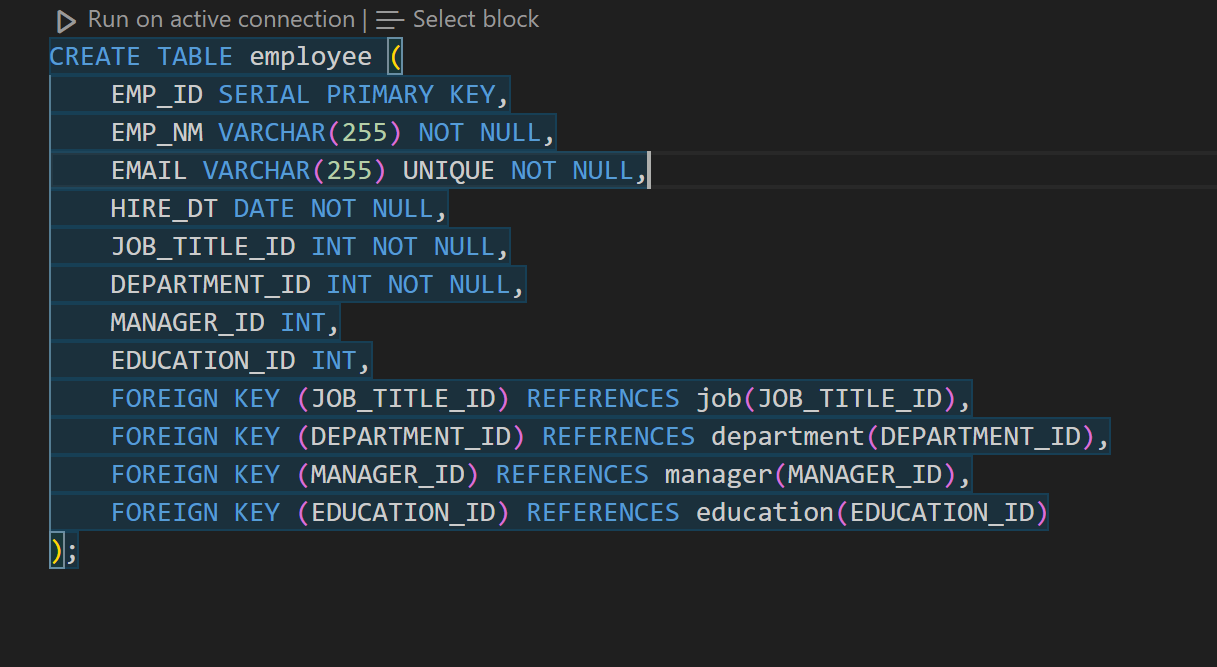 Run on active connection | Select block
CREATE TABLE employee (
    EMP_ID SERIAL PRIMARY KEY,
    EMP_NM VARCHAR(255) NOT NULL,
    EMAIL VARCHAR(255) UNIQUE NOT NULL,
    HIRE_DT DATE NOT NULL,
    JOB_TITLE_ID INT NOT NULL,
    DEPARTMENT_ID INT NOT NULL,
    MANAGER_ID INT,
    EDUCATION_ID INT,
    FOREIGN KEY (JOB_TITLE_ID) REFERENCES job(JOB_TITLE_ID),
    FOREIGN KEY (DEPARTMENT_ID) REFERENCES department(DEPARTMENT_ID),
    FOREIGN KEY (MANAGER_ID) REFERENCES manager(MANAGER_ID),
    FOREIGN KEY (EDUCATION_ID) REFERENCES education(EDUCATION_ID)
);